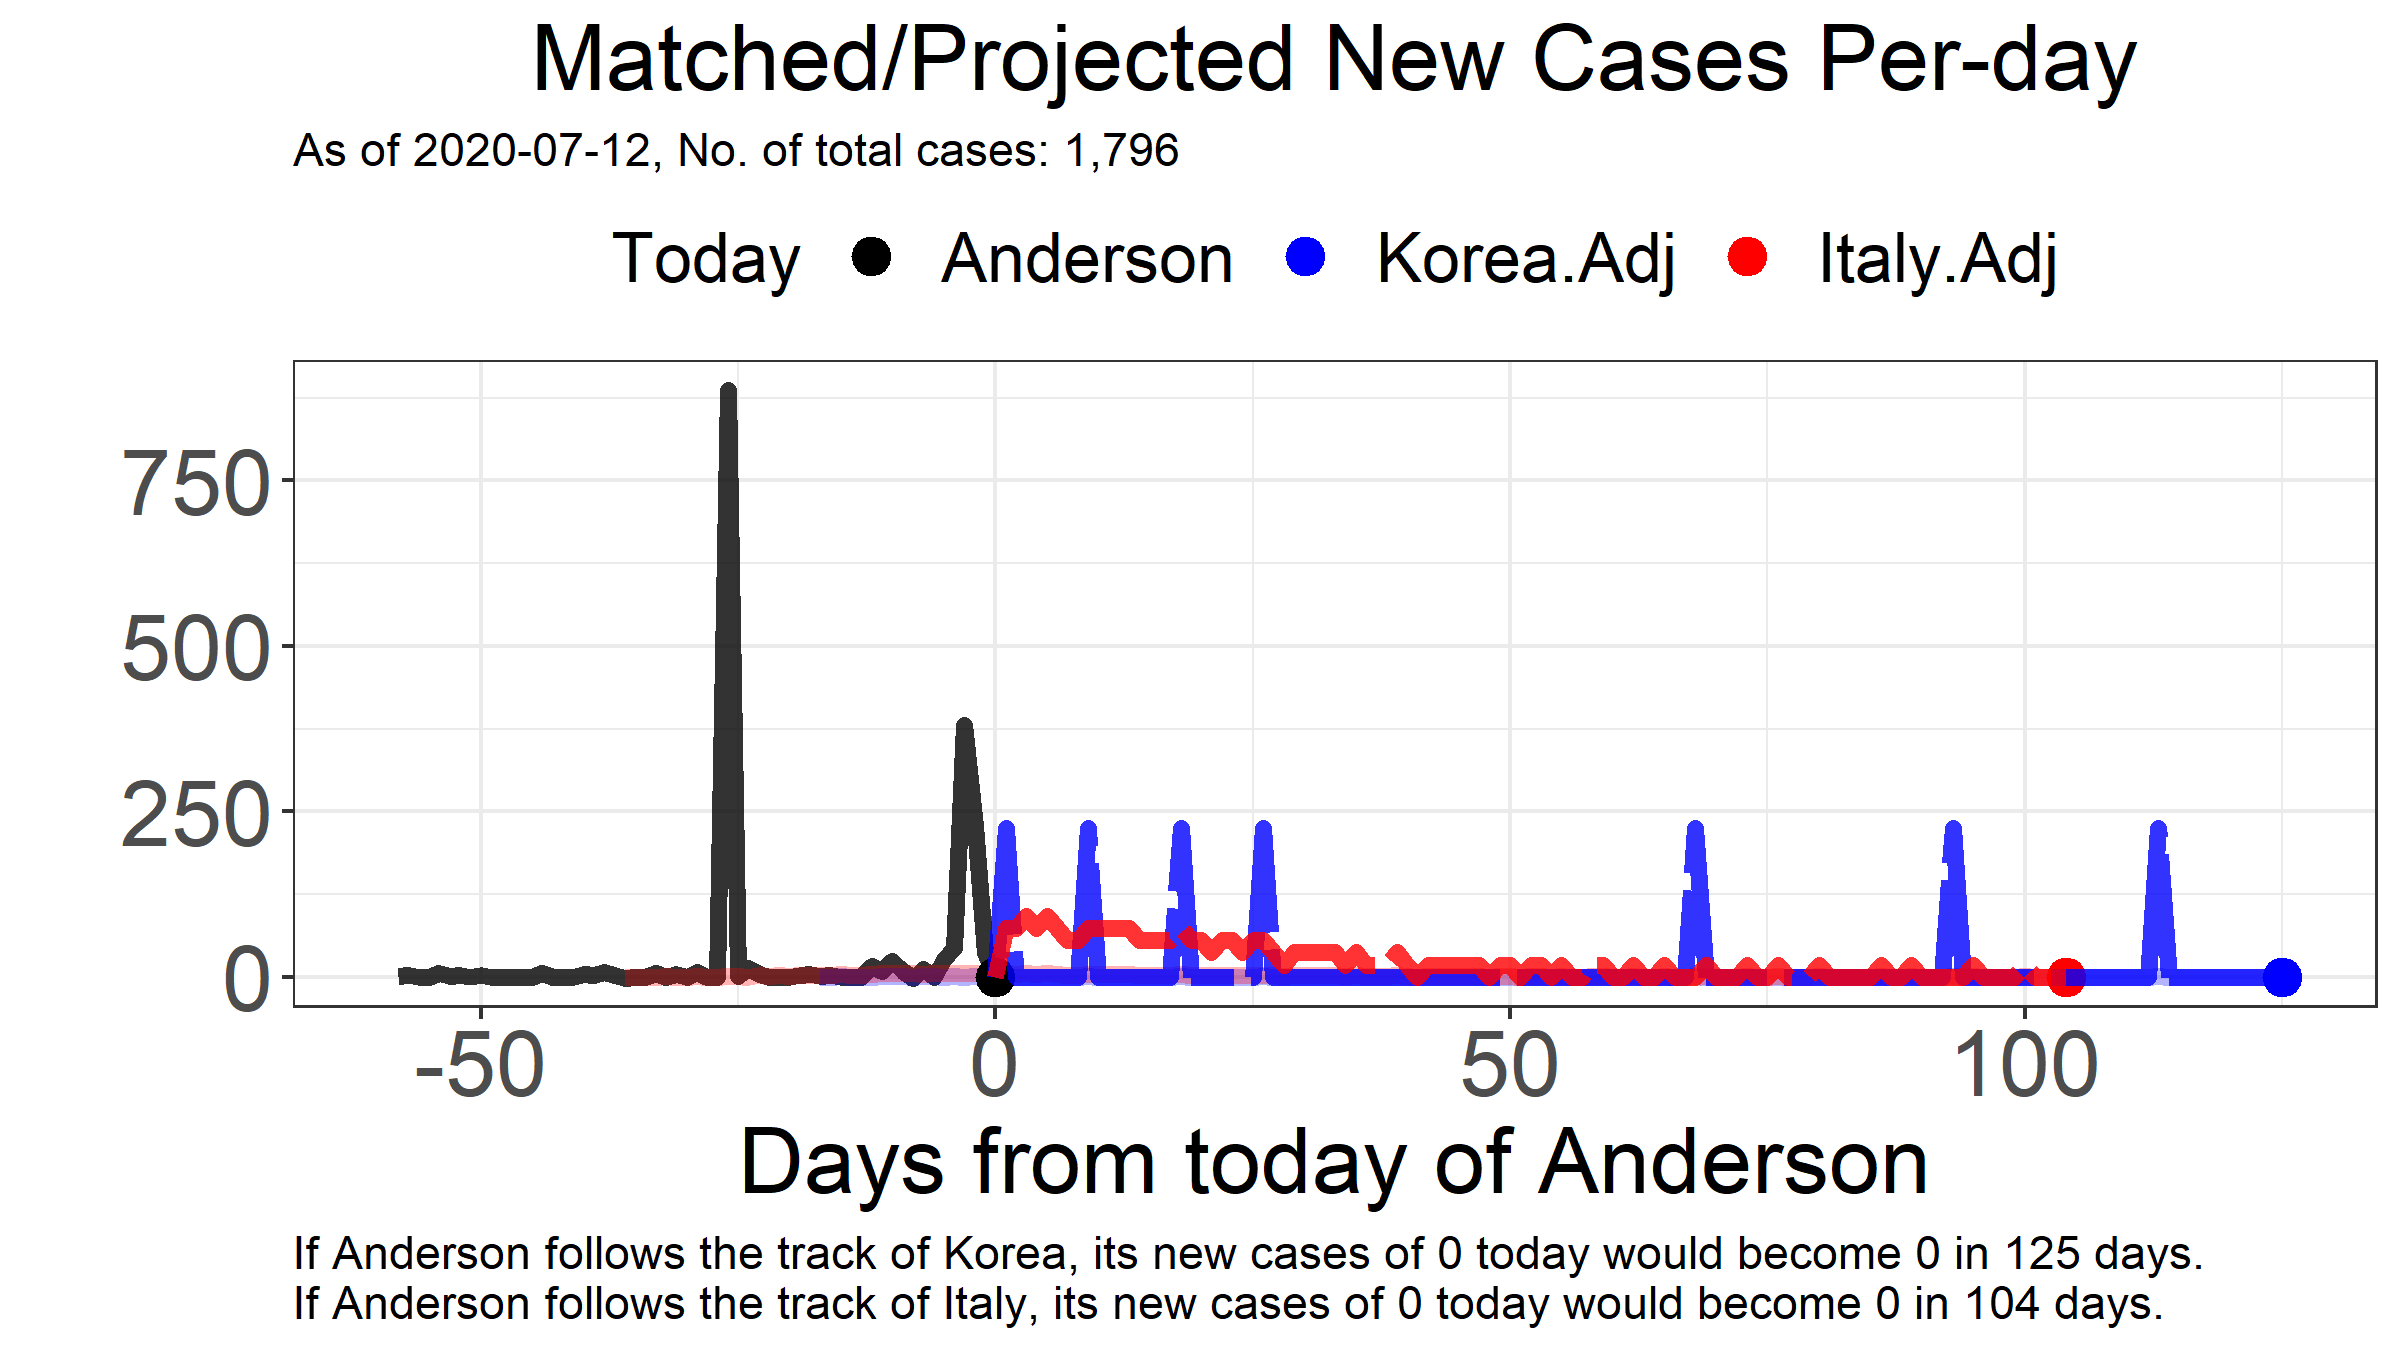 Matched/Projected New Cases Per-day
As of 2020-07-12, No. of total cases: 1,796
Today Anderson Korea.Adj Italy.Adj
750
500
250
0
-50 0 50 100
Days from today of Anderson
If Anderson follows the track of Korea, its new cases of 0 today would become 0 in 125 days.
If Anderson follows the track of Italy, its new cases of 0 today would become 0 in 104 days.